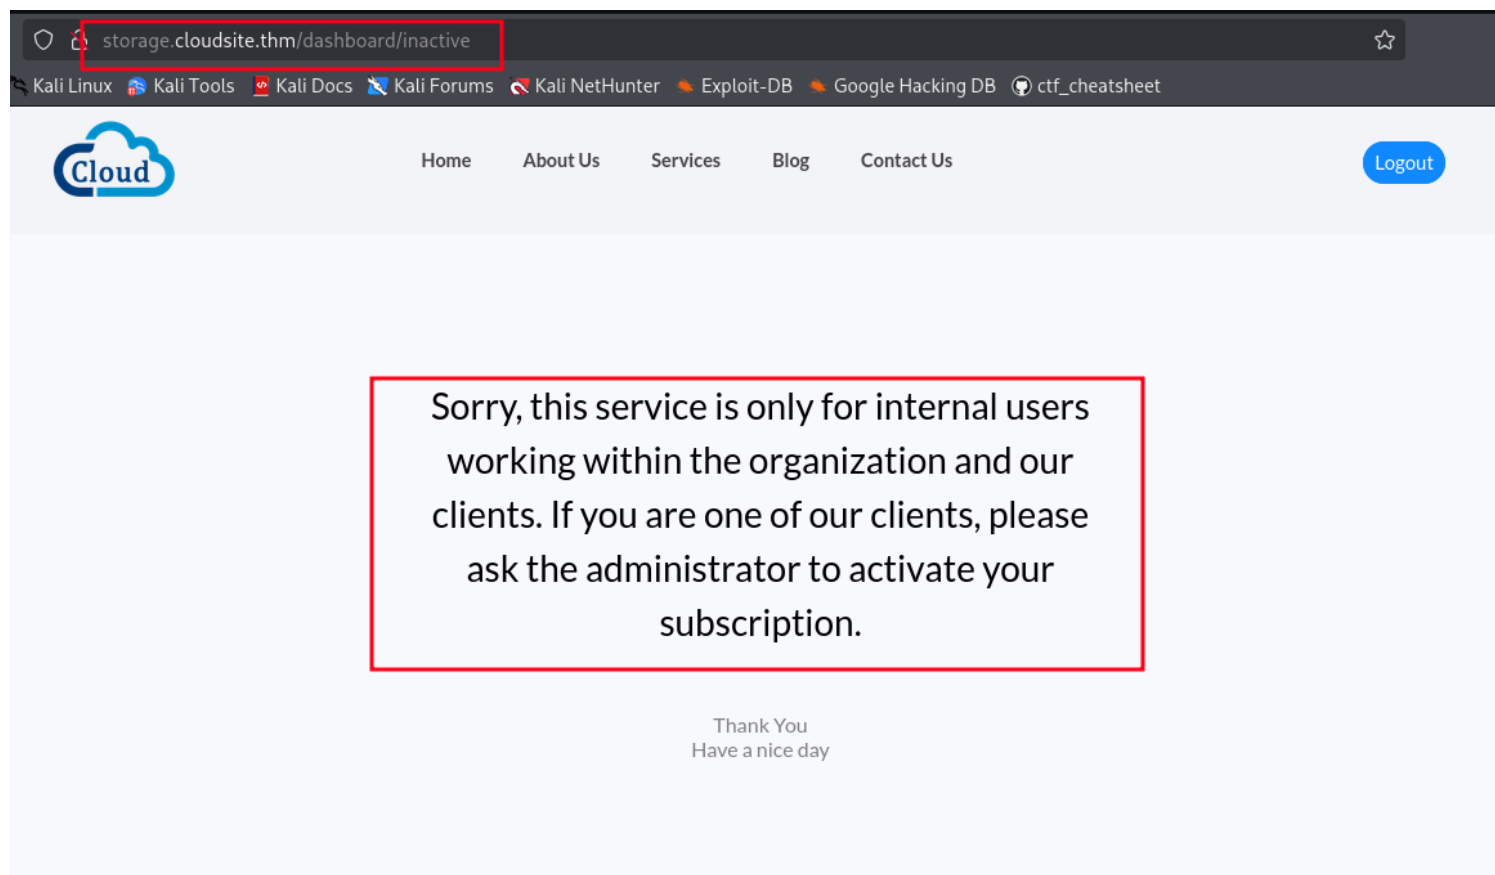 storage.cloudsite.thm/dashboard/inactive
Kali Linux Kali Tools Kali Docs Kali Forums Kali NetHunter Exploit-DB Google Hacking DB ctf_cheatsheet
Cloud Home About Us Services Blog Contact Us Logout
Sorry, this service is only for internal users
working within the organization and our
clients. If you are one of our clients, please
ask the administrator to activate your
subscription.
Thank You
Have a nice day